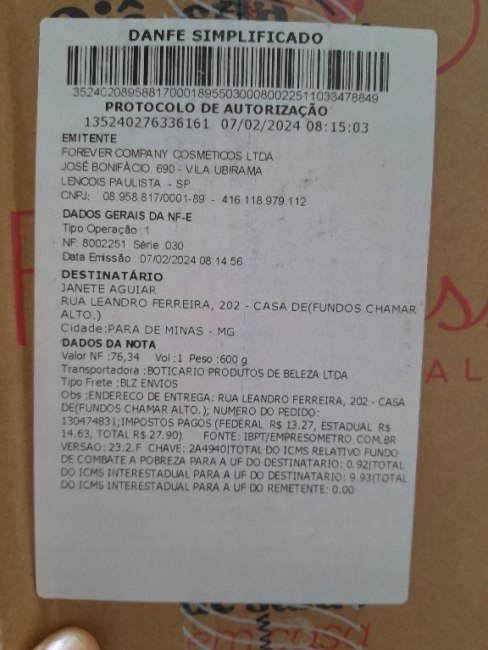 DANFE SIMPLIFICADO
35240208958817000189550300080022511033478849
PROTOCOLO DE AUTORIZAÇÃO
135240276336161 07/02/2024 08:15:03
EMITENTE
FOREVER COMPANY COSMETICOS LTDA
JOSÉ BONIFÁCIO 690 - VILA UBIRAMA
LENCOIS PAULISTA - SP
CNPJ: 08.958.817/0001-89 - 416.118.979.112
DADOS GERAIS DA NF-E
Tipo Operação :1
NF: 8002251 Série :030
Data Emissão : 07/02/2024 08:14:56
DESTINATÁRIO
JANETE AGUIAR
RUA LEANDRO FERREIRA, 202 - CASA DE(FUNDOS CHAMAR
ALTO.)
Cidade:PARA DE MINAS - MG
DADOS DA NOTA
Valor NF :76,34 Vol :1 Peso :600 g
Transportadora :BOTICARIO PRODUTOS DE BELEZA LTDA
Tipo Frete :BLZ ENVIOS
Obs :ENDERECO DE ENTREGA: RUA LEANDRO FERREIRA, 202 - CASA
DE(FUNDOS CHAMAR ALTO.); NUMERO DO PEDIDO:
130474831;IMPOSTOS PAGOS (FEDERAL R$ 13.27, ESTADUAL R$
14.63, TOTAL R$ 27.90) FONTE: IBPT/EMPRESOMETRO.COM.BR
VERSAO: 23.2.F CHAVE: 2A4940|TOTAL DO ICMS RELATIVO FUNDO
DE COMBATE A POBREZA PARA A UF DO DESTINATARIO: 0.92|TOTAL
DO ICMS INTERESTADUAL PARA A UF DO DESTINATARIO: 9.93|TOTAL
DO ICMS INTERESTADUAL PARA A UF DO REMETENTE: 0.00
em casa